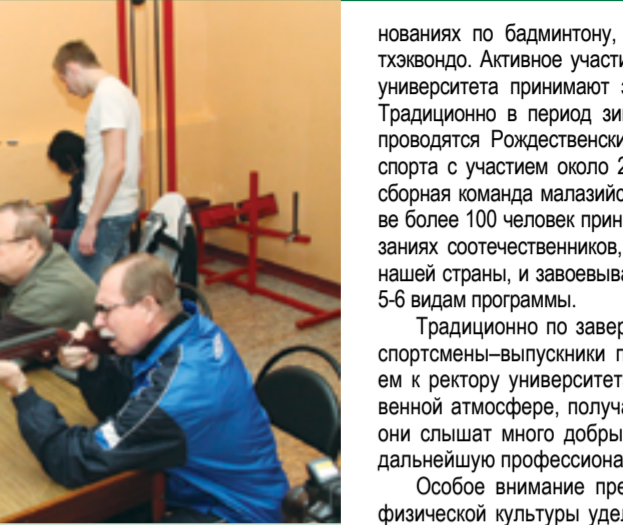 нованиях по бадминтону,
тхэквондо. Активное участи
университета принимают з
Традиционно в период зи
проводятся Рождественски
спорта с участием около 2
сборная команда малазийс
ве более 100 человек прин
заниях соотечественников,
нашей страны, и завоевыва
5-6 видам программы.
Традиционно по завер
спортсмены–выпускники п
ем к ректору университет
венной атмосфере, получа
они слышат много добры
дальнейшую профессиона
Особое внимание пре
физической культуры удел